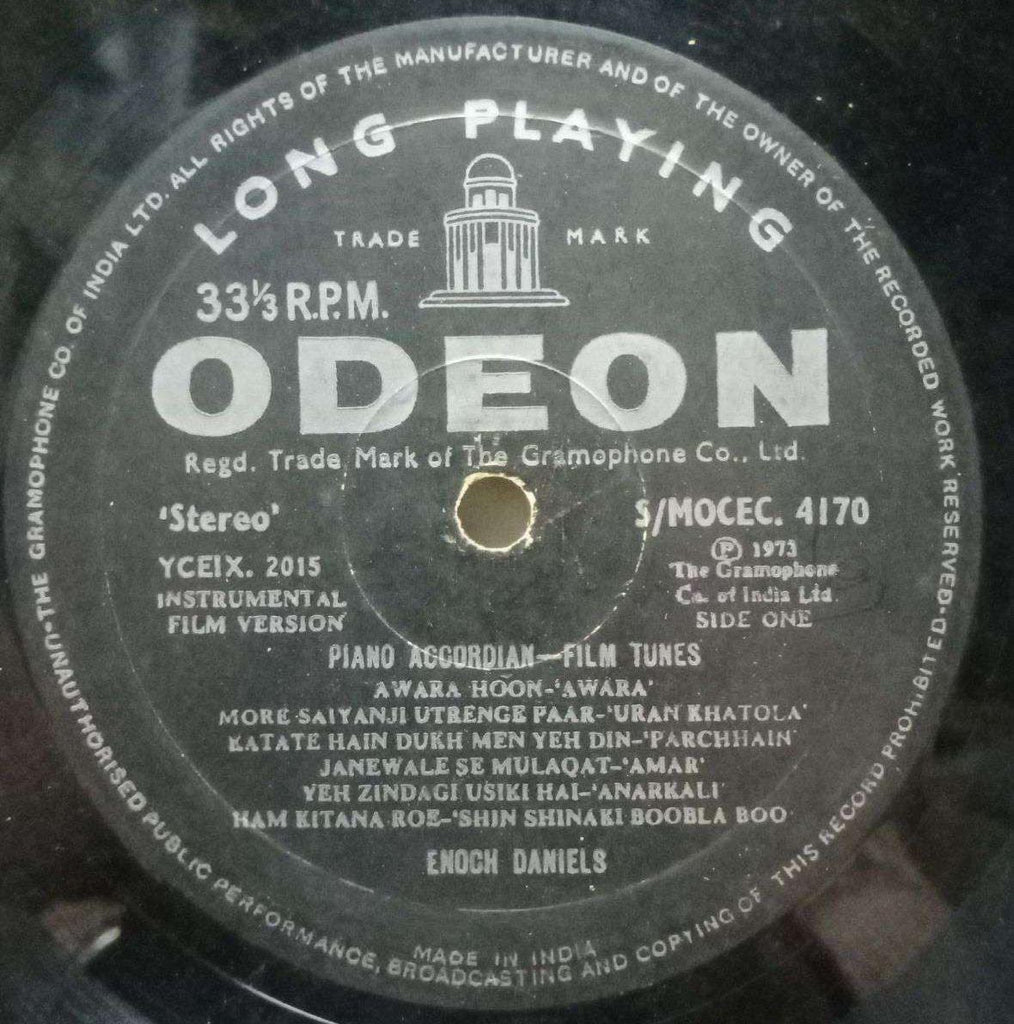 THE GRAMOPHONE CO. OF INDIA LTD. ALL RIGHTS OF THE MANUFACTURER AND OF THE OWNER OF THE RECORDED WORK RESERVED
UNAUTHORISED PUBLIC PERFORMANCE, BROADCASTING AND COPYING OF THIS RECORD PROHIBITED
LONG PLAYING
TRADE MARK
33⅓ R.P.M.
ODEON
Regd. Trade Mark of The Gramophone Co., Ltd.
'Stereo'
S/MOCEC. 4170
YCEIX. 2015
Ⓟ 1973
INSTRUMENTAL
The Gramophone
FILM VERSION
Co. of India Ltd.
SIDE ONE
PIANO ACCORDIAN—FILM TUNES
AWARA HOON-'AWARA'
MORE SAIYANJI UTRENGE PAAR-'URAN KHATOLA'
KATATE HAIN DUKH MEN YEH DIN-'PARCHHAIN'
JANEWALE SE MULAQAT-'AMAR'
YEH ZINDAGI USIKI HAI-'ANARKALI'
HAM KITANA ROE-'SHIN SHINAKI BOOBLA BOO
ENOCH DANIELS
MADE IN INDIA